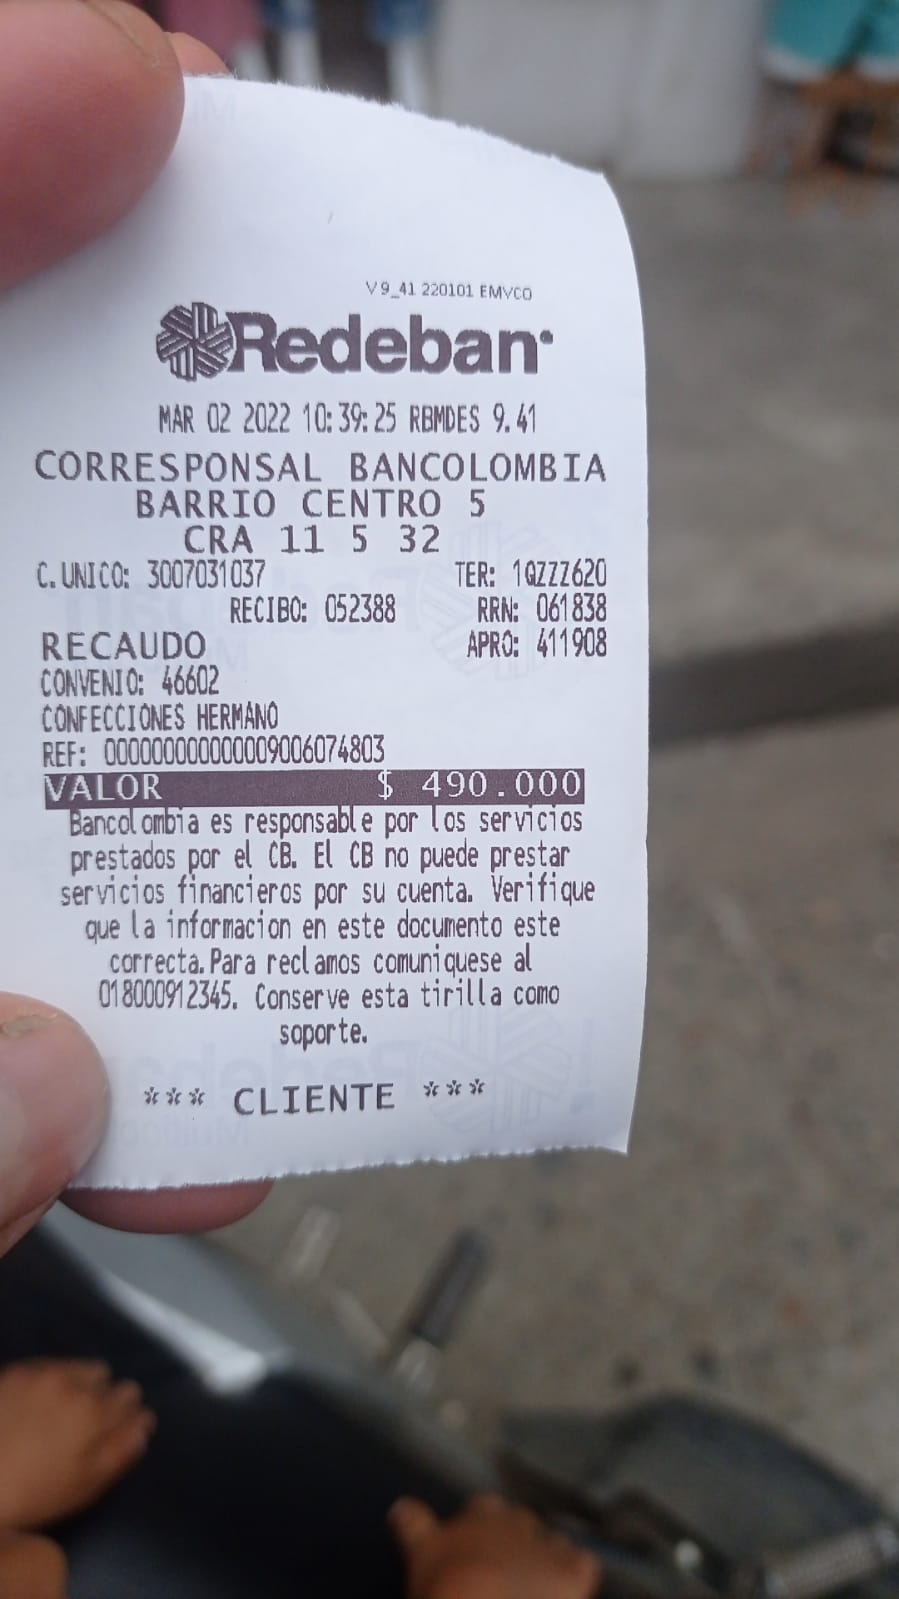 V9_41 220101 EMVCO
Redeban
MAR 02 2022 10:39:25 RBMDES 9.41
CORRESPONSAL BANCOLOMBIA
BARRIO CENTRO 5
CRA 11 5 32
C.UNICO: 3007031037 TER: 1QZZZ620
RECIBO: 052388 RRN: 061838
RECAUDO APRO: 411908
CONVENIO: 46602
CONFECCIONES HERMANO
REF: 000000000000009006074803
VALOR $ 490.000
Bancolombia es responsable por los servicios
prestados por el CB. El CB no puede prestar
servicios financieros por su cuenta. Verifique
que la informacion en este documento este
correcta.Para reclamos comuniquese al
018000912345. Conserve esta tirilla como
soporte.
*** CLIENTE ***